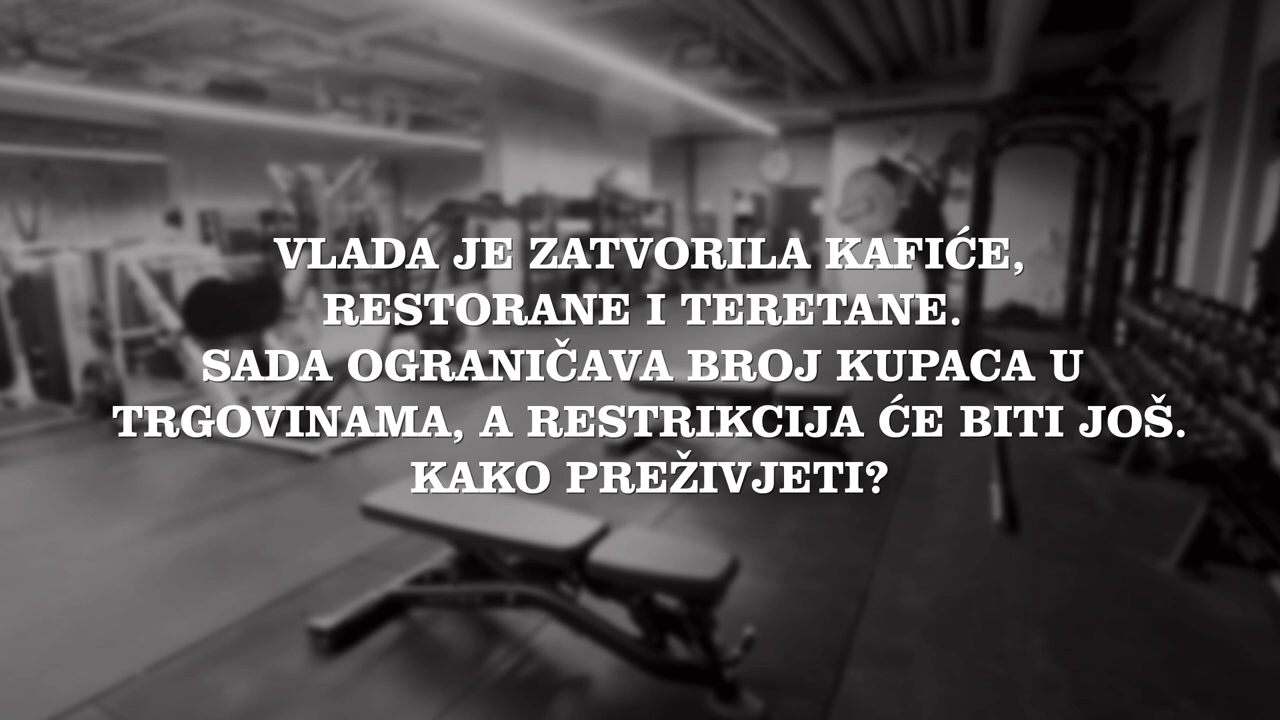 VLADA JE ZATVORILA KAFIĆE,
RESTORANE I TERETANE.
SADA OGRANIČAVA BROJ KUPACA U
TRGOVINAMA, A RESTRIKCIJA ĆE BITI JOŠ.
KAKO PREŽIVJETI?